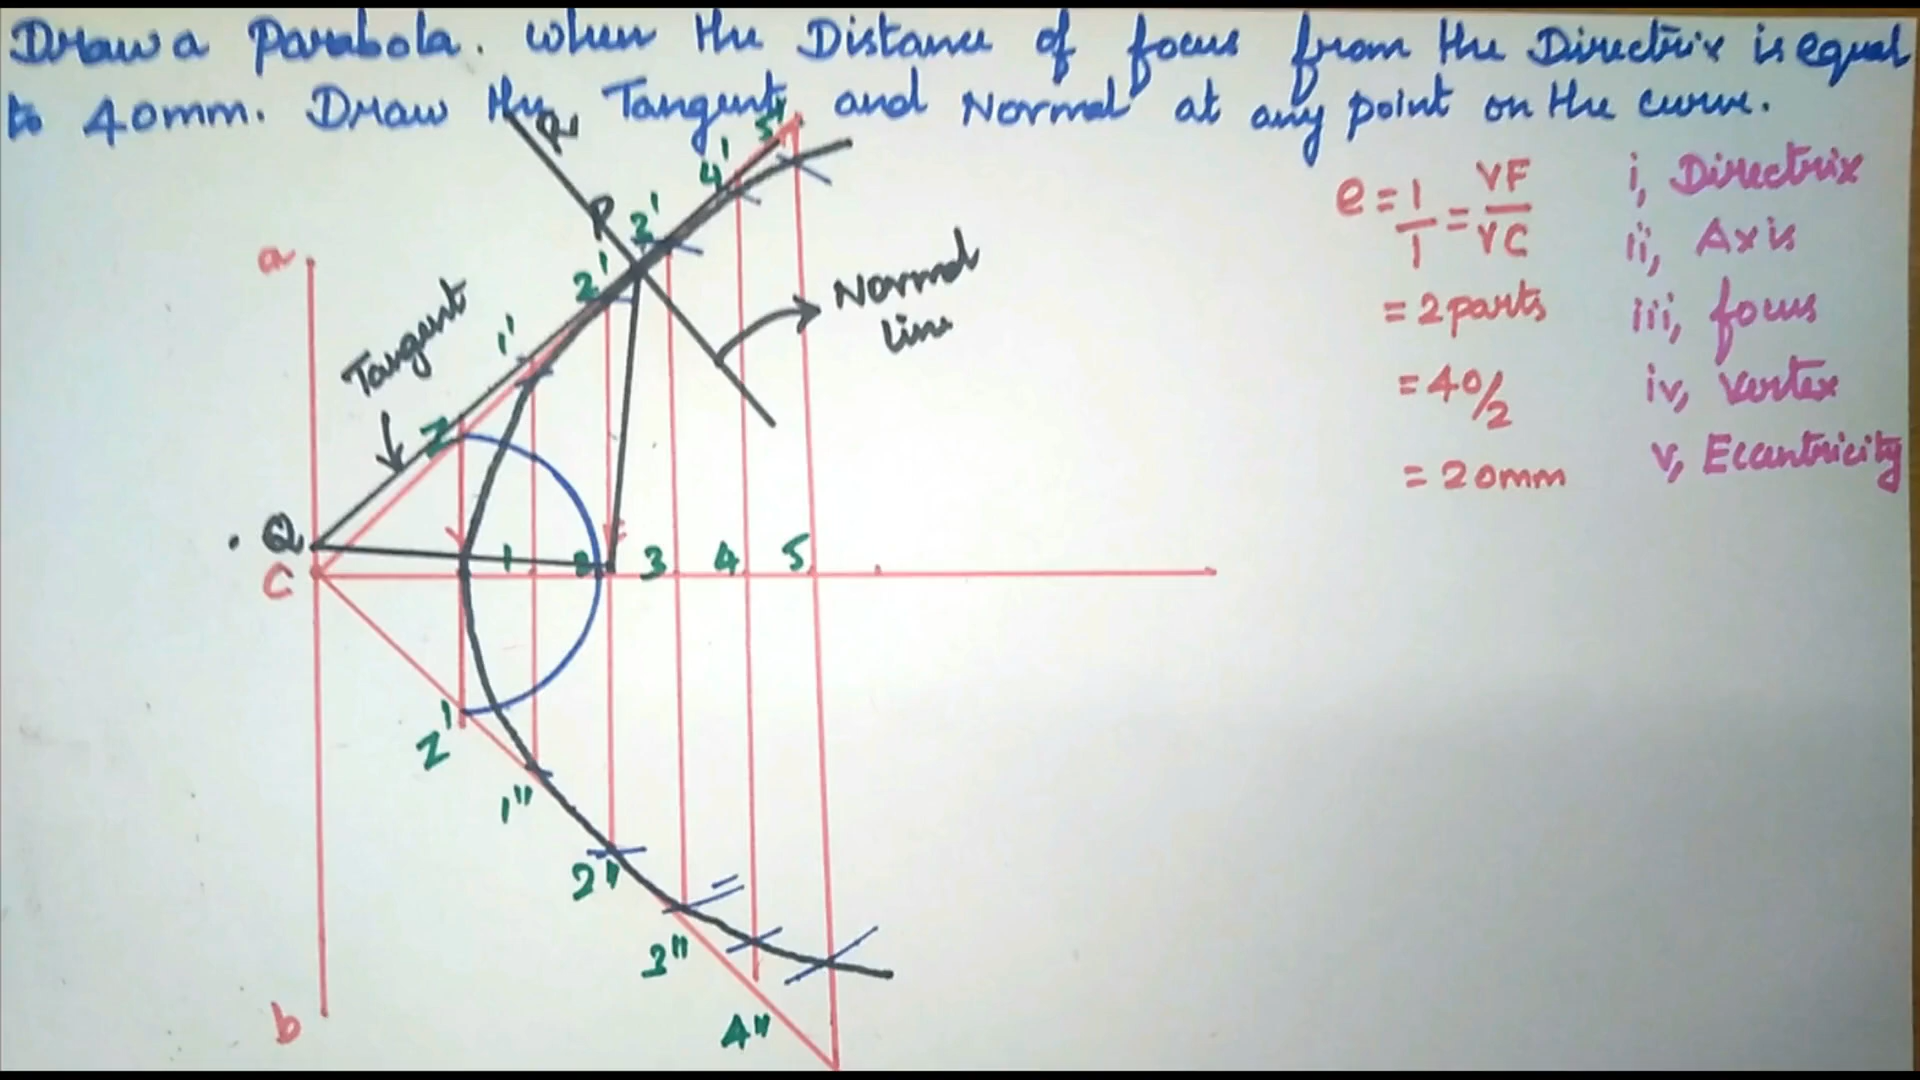 Draw a Parabola. When the Distance of focus from the Directrix is equal
to 40mm. Draw the Tangent and Normal at any point on the curve.
e = 1/1 = VF/VC
= 2 parts
= 40/2
= 20mm
i, Directrix
ii, Axis
iii, focus
iv, Vertex
v, Eccentricity
N
P
5'
4'
3'
2'
1'
a
Tangent
Normal
line
Z
Q
C
1
2
F
3
4
5
Z'
1"
2"
3"
4"
b